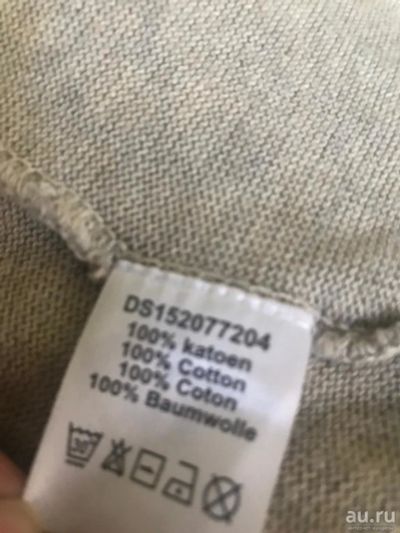 DS152077204
100% katoen
100% Cotton
100% Coton
100% Baumwolle
30
au.ru